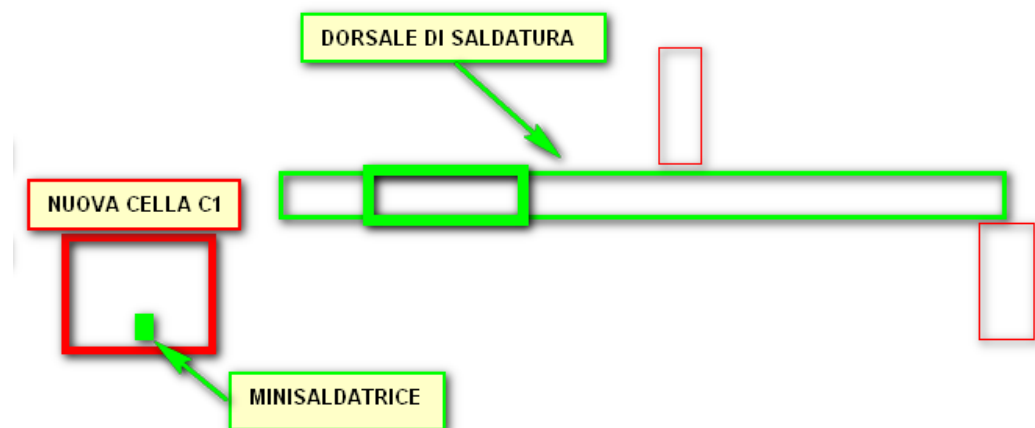 DORSALE DI SALDATURA
NUOVA CELLA C1
MINISALDATRICE